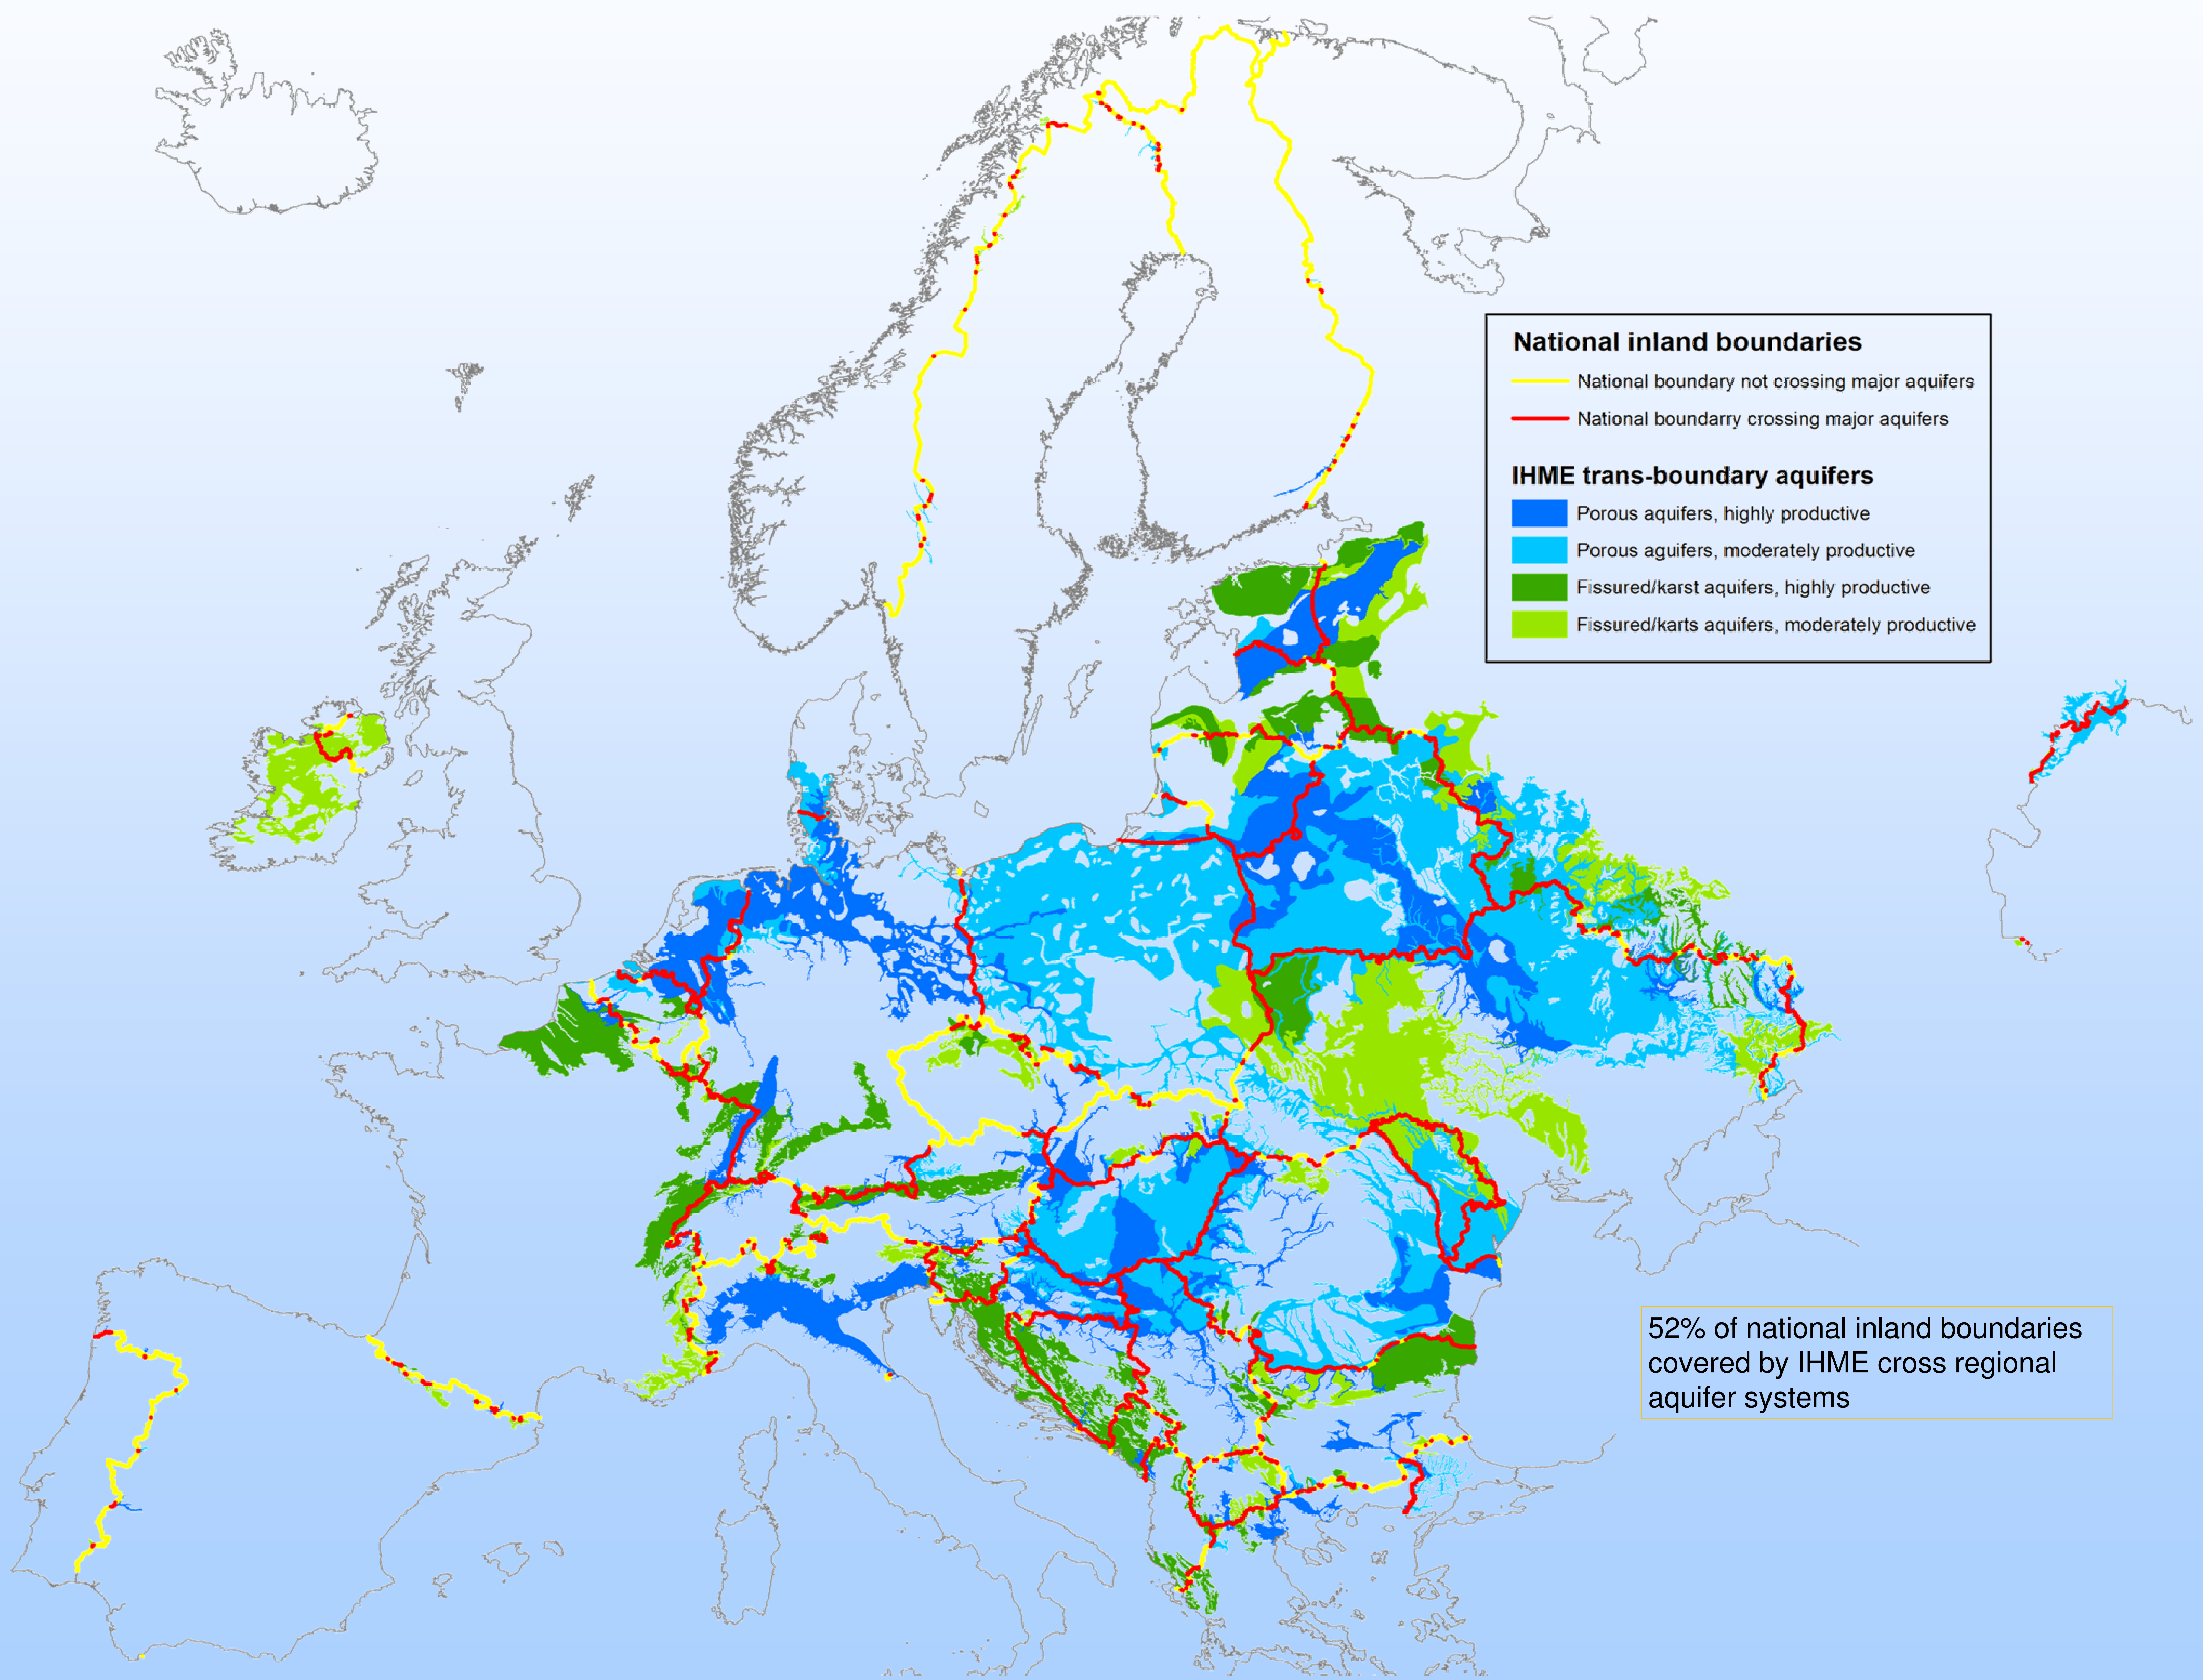 National inland boundaries
National boundary not crossing major aquifers
National boundarry crossing major aquifers
IHME trans-boundary aquifers
Porous aquifers, highly productive
Porous aguifers, moderately productive
Fissured/karst aquifers, highly productive
Fissured/karts aquifers, moderately productive
52% of national inland boundaries
covered by IHME cross regional
aquifer systems